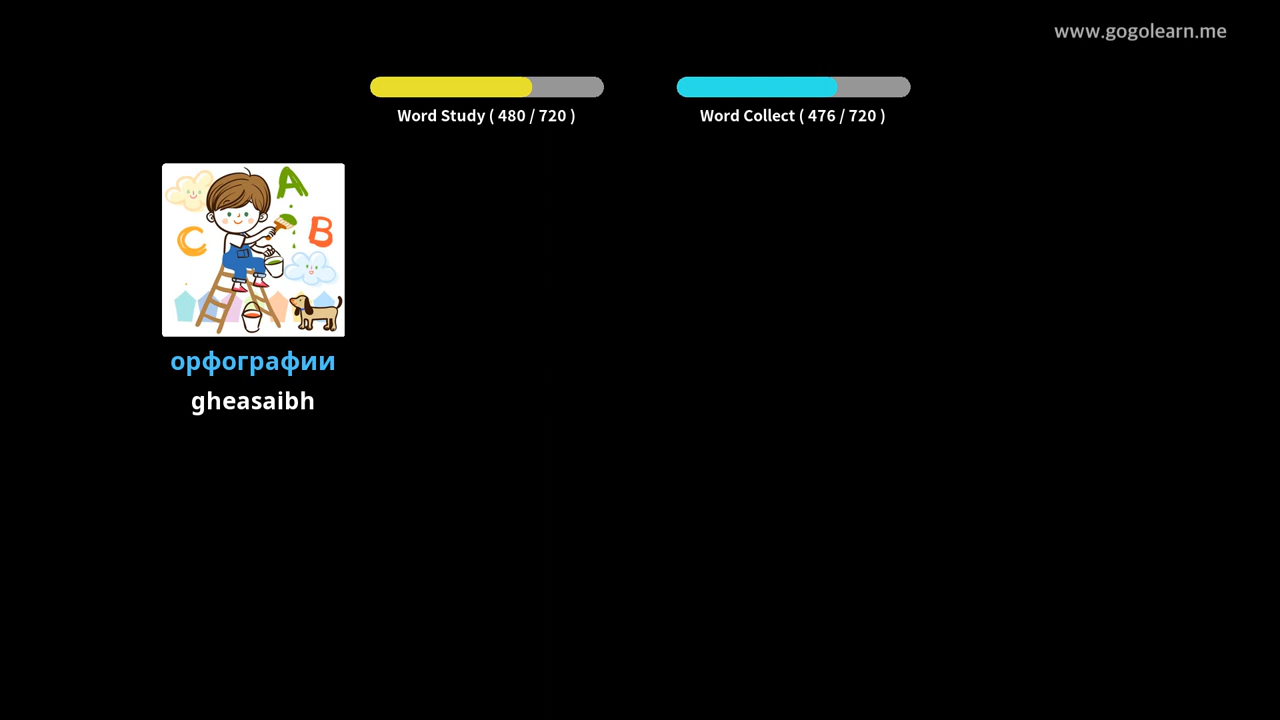 www.gogolearn.me
Word Study ( 480 / 720 )
Word Collect ( 476 / 720 )
A
B
C
орфографии
gheasaibh